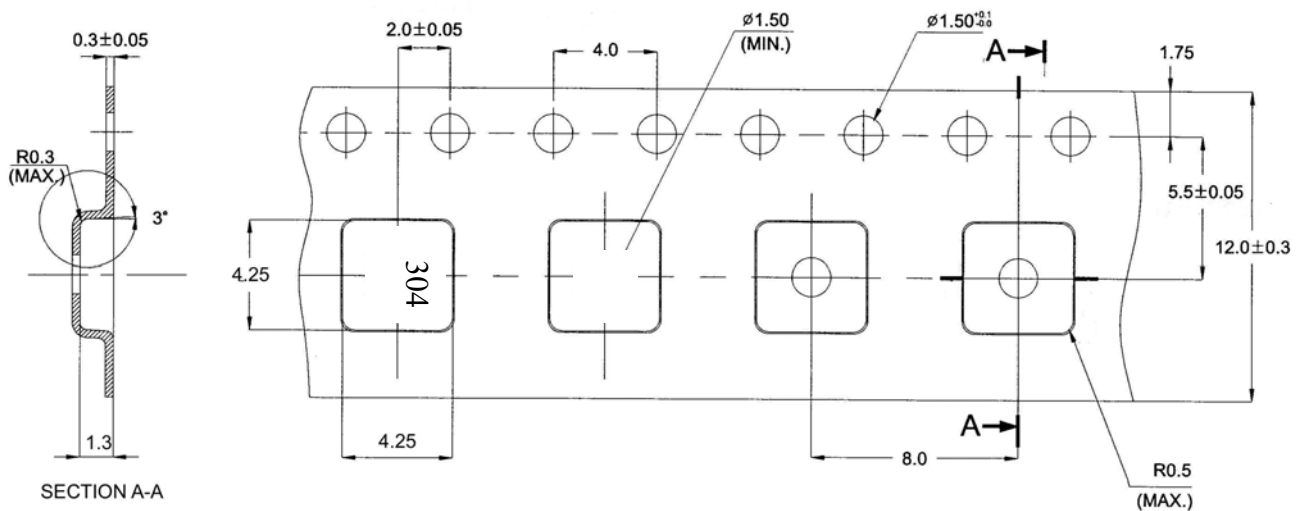 0.3±0.05
2.0±0.05
4.0
ø1.50
(MIN.)
ø1.50 +0.1 -0.0
A
1.75
R0.3
(MAX.)
3°
5.5±0.05
12.0±0.3
4.25
304
1.3
4.25
A
8.0
R0.5
(MAX.)
SECTION A-A